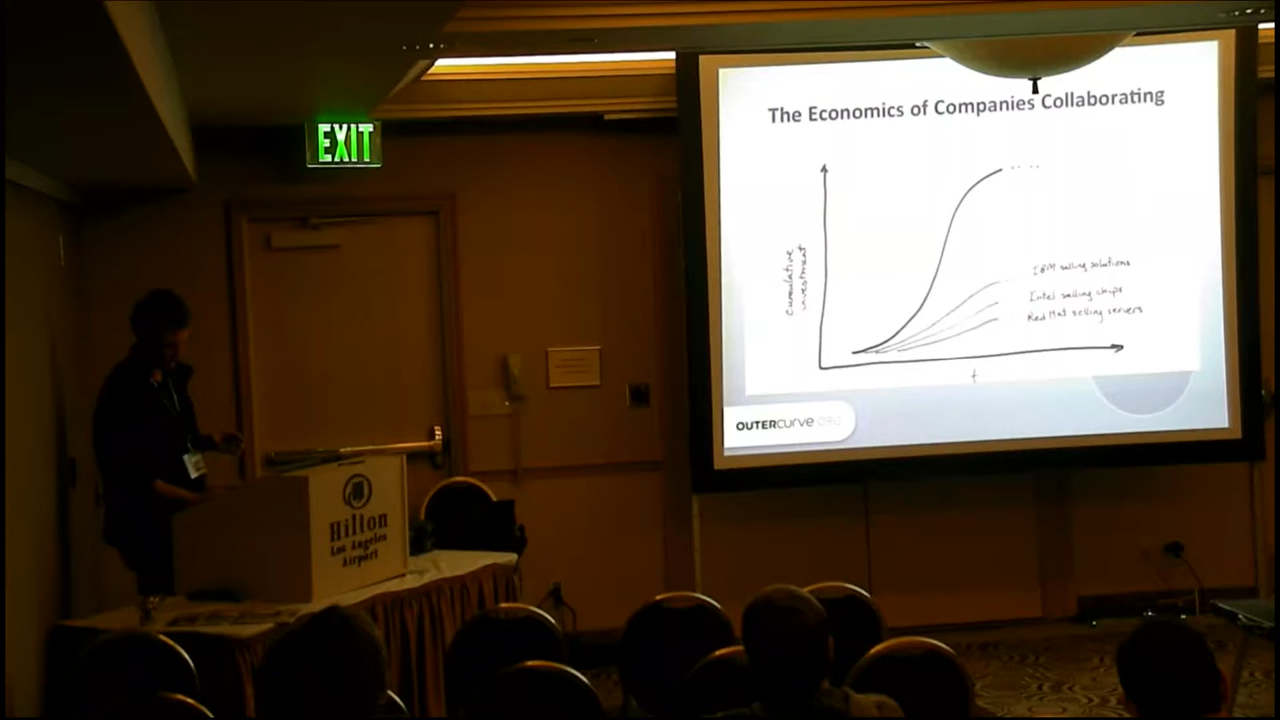 The Economics of Companies Collaborating
EXIT
cumulative
investment
IBM selling solutions
Intel selling chips
Red Hat selling servers
t
OUTERCURVE.ORG
Hilton
Los Angeles
Airport